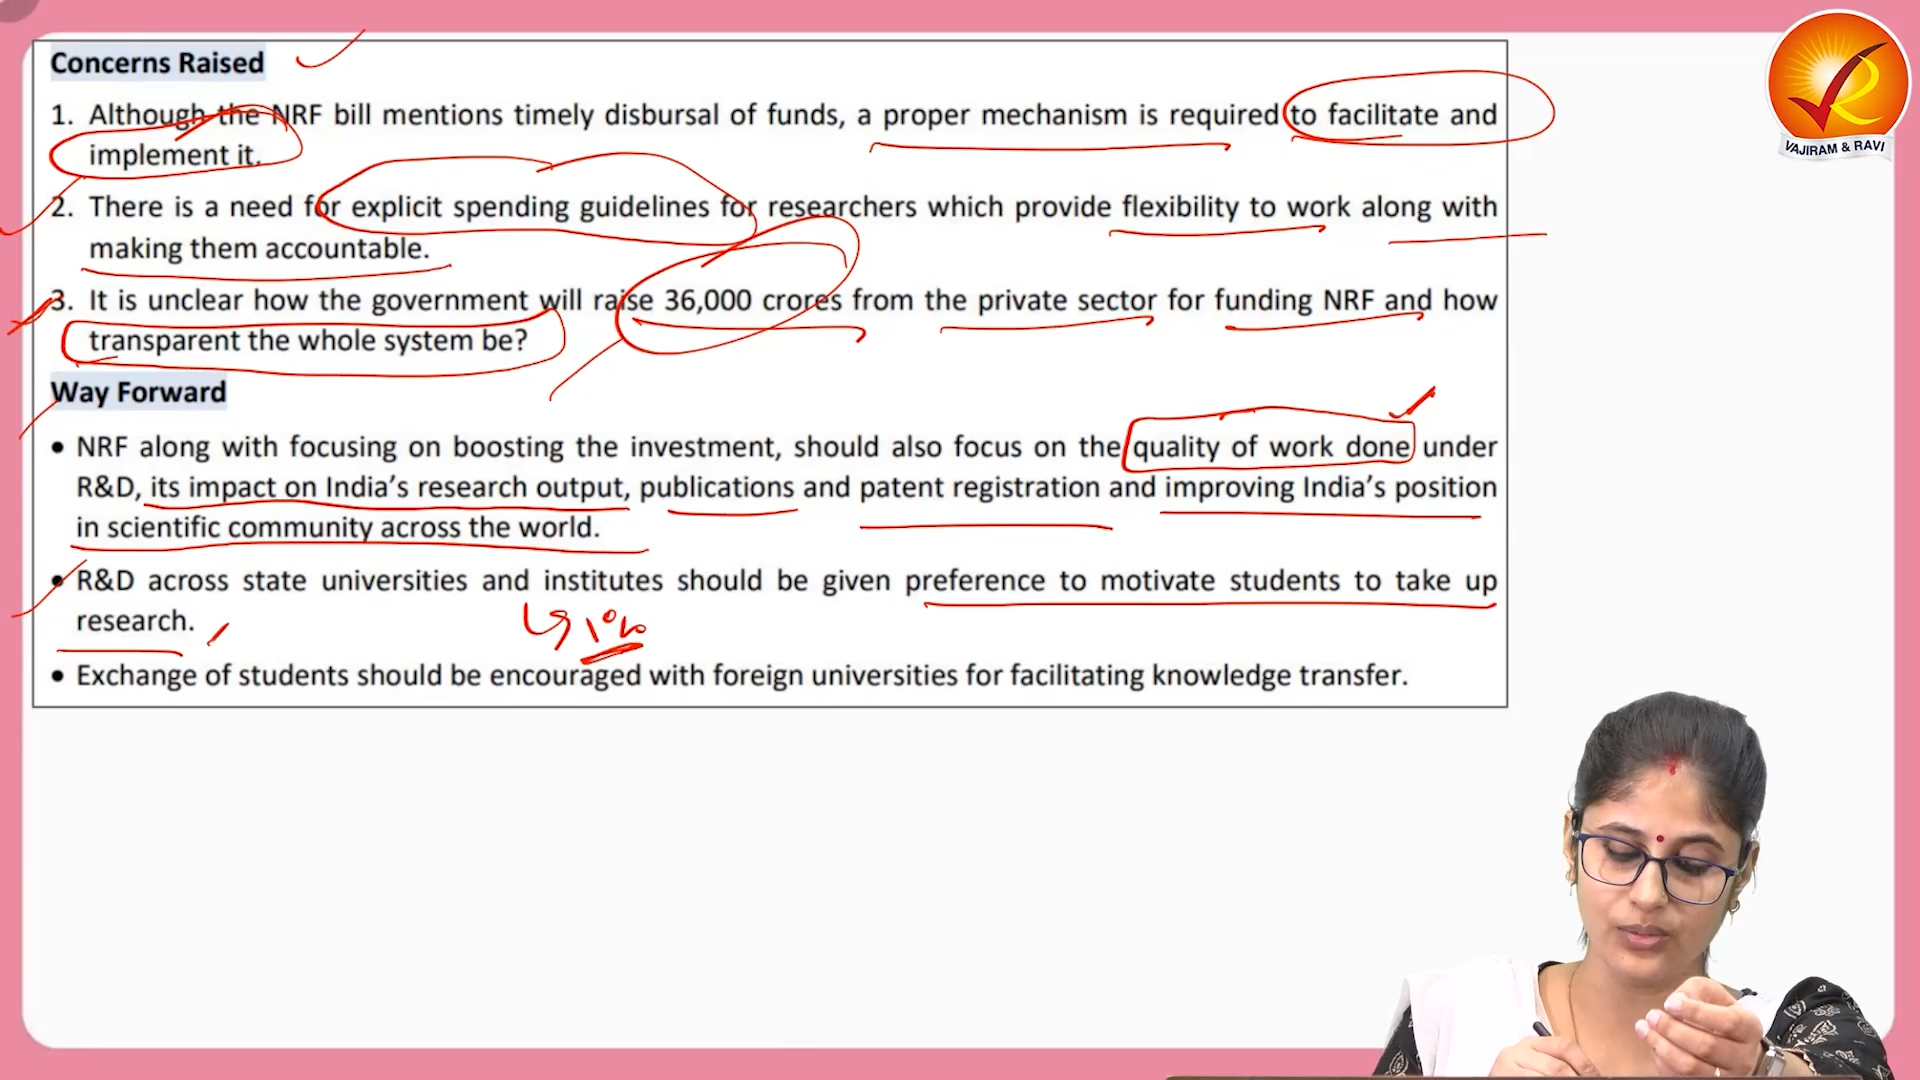 Concerns Raised
1. Although the NRF bill mentions timely disbursal of funds, a proper mechanism is required to facilitate and
implement it.
2. There is a need for explicit spending guidelines for researchers which provide flexibility to work along with
making them accountable.
3. It is unclear how the government will raise 36,000 crores from the private sector for funding NRF and how
transparent the whole system be?
Way Forward
• NRF along with focusing on boosting the investment, should also focus on the quality of work done under
R&D, its impact on India's research output, publications and patent registration and improving India's position
in scientific community across the world.
• R&D across state universities and institutes should be given preference to motivate students to take up
research.
1%
• Exchange of students should be encouraged with foreign universities for facilitating knowledge transfer.
VAJIRAM & RAVI